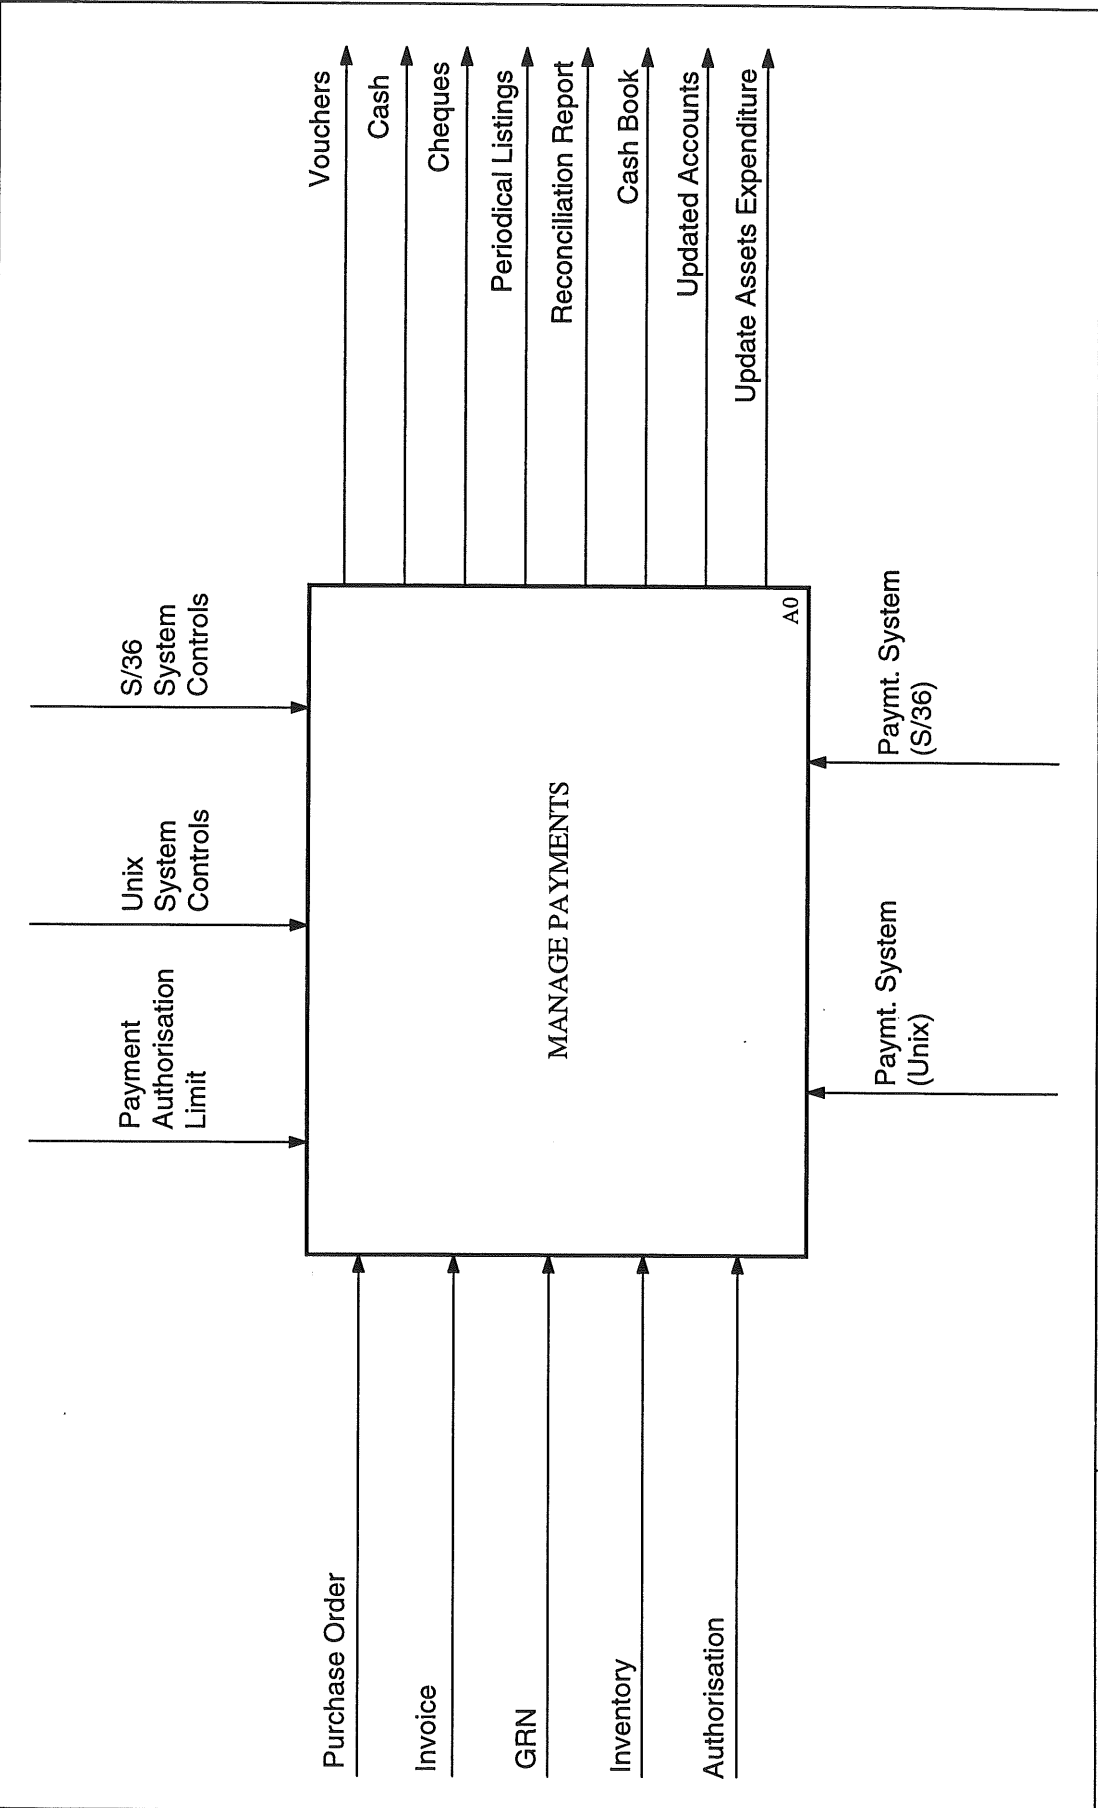 Payment
Authorisation
Limit
Unix
System
Controls
S/36
System
Controls
Purchase Order
Invoice
GRN
Inventory
Authorisation
MANAGE PAYMENTS
A0
Vouchers
Cash
Cheques
Periodical Listings
Reconciliation Report
Cash Book
Updated Accounts
Update Assets Expenditure
Paymt. System
(Unix)
Paymt. System
(S/36)